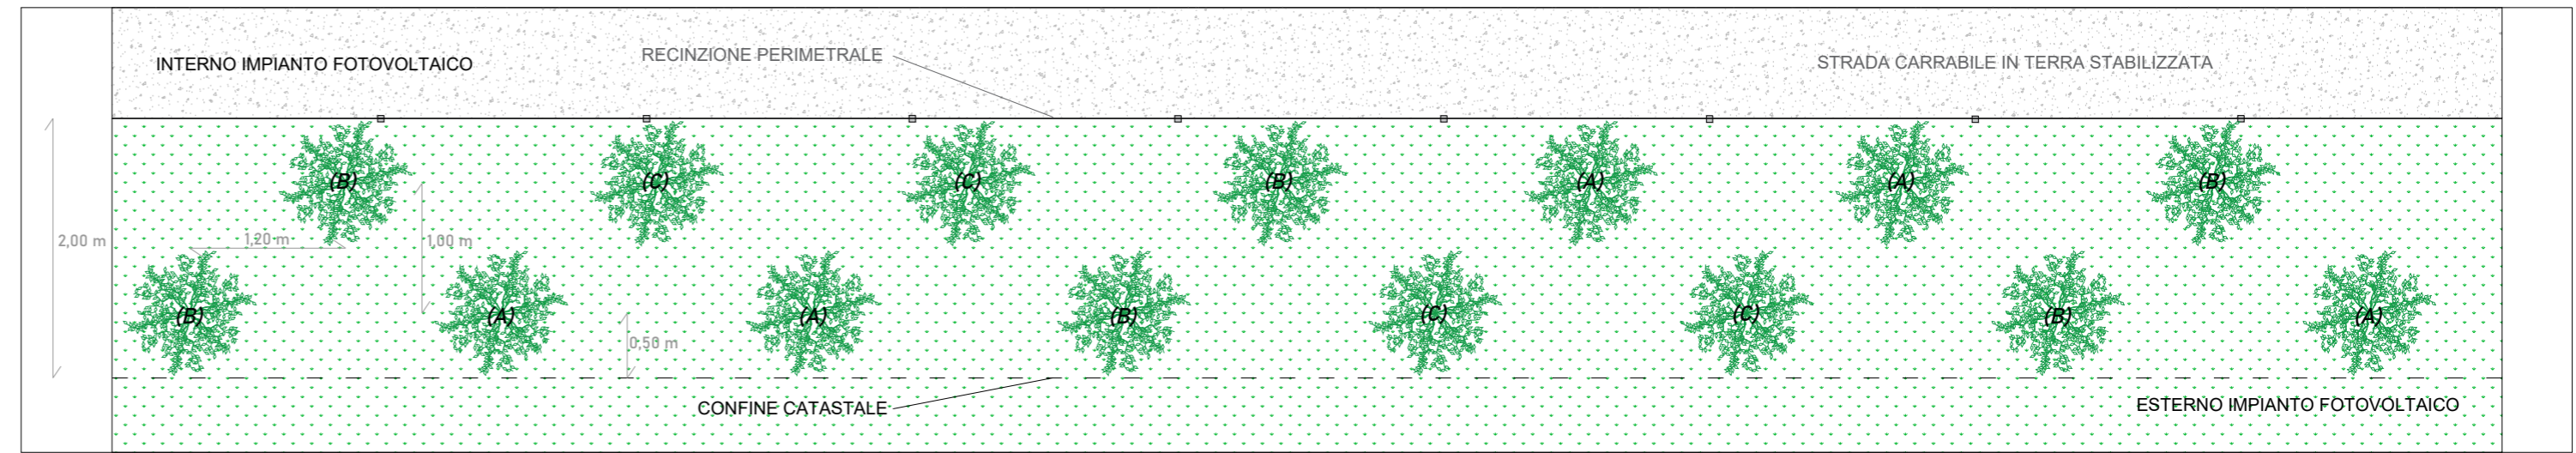 INTERNO IMPIANTO FOTOVOLTAICO
RECINZIONE PERIMETRALE
STRADA CARRABILE IN TERRA STABILIZZATA
(B) (C) (C) (B) (A) (A) (B)
2,00 m
1,20 m
1,00 m
(B) (A) (A) (B) (C) (C) (B) (A)
0,50 m
CONFINE CATASTALE
ESTERNO IMPIANTO FOTOVOLTAICO